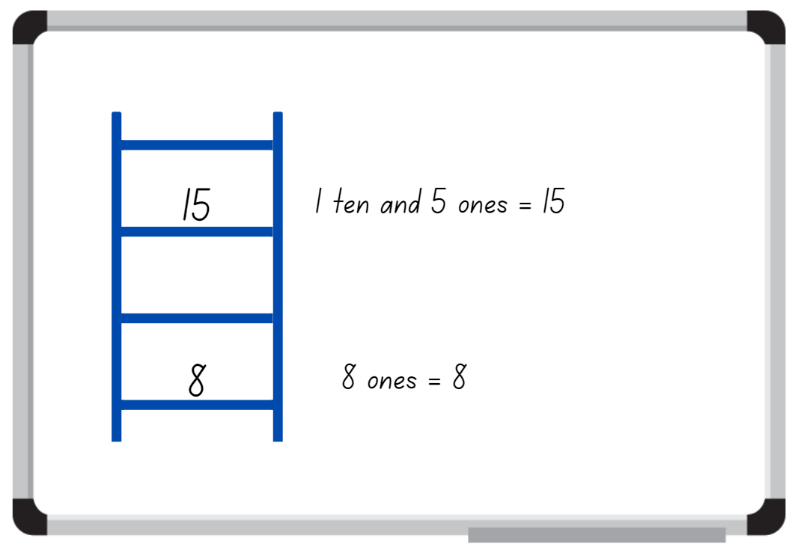 15 1 ten and 5 ones = 15
8 8 ones = 8